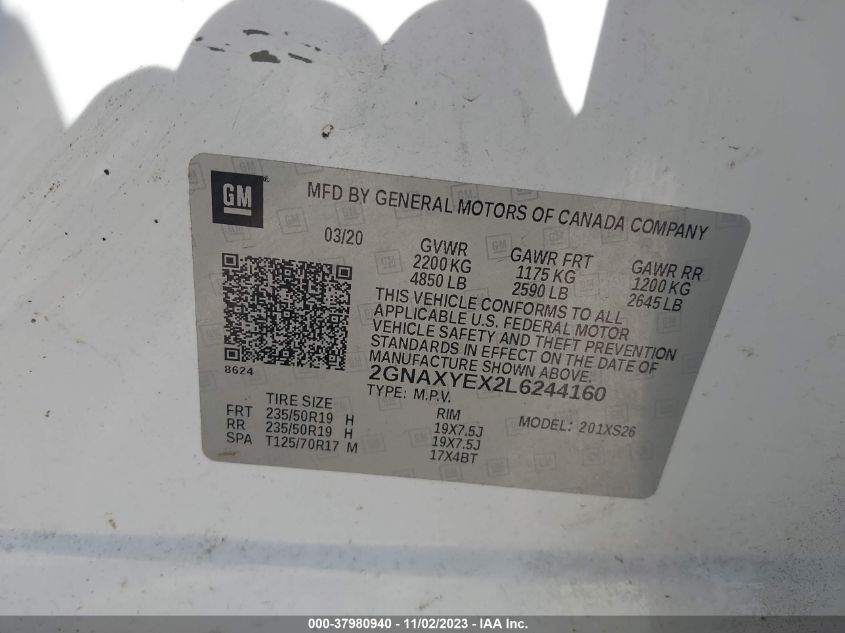 GM
MFD BY GENERAL MOTORS OF CANADA COMPANY
03/20
GVWR
2200 KG
4850 LB
GAWR FRT
1175 KG
2590 LB
GAWR RR
1200 KG
2645 LB
THIS VEHICLE CONFORMS TO ALL
APPLICABLE U.S. FEDERAL MOTOR
VEHICLE SAFETY AND THEFT PREVENTION
STANDARDS IN EFFECT ON THE DATE OF
MANUFACTURE SHOWN ABOVE.
8624
2GNAXYEX2L6244160
TYPE: M.P.V.
MODEL: 201XS26
TIRE SIZE
RIM
FRT 235/50R19 H 19X7.5J
RR 235/50R19 H 19X7.5J
SPA T125/70R17 M 17X4BT
000-37980940 - 11/02/2023 - IAA Inc.